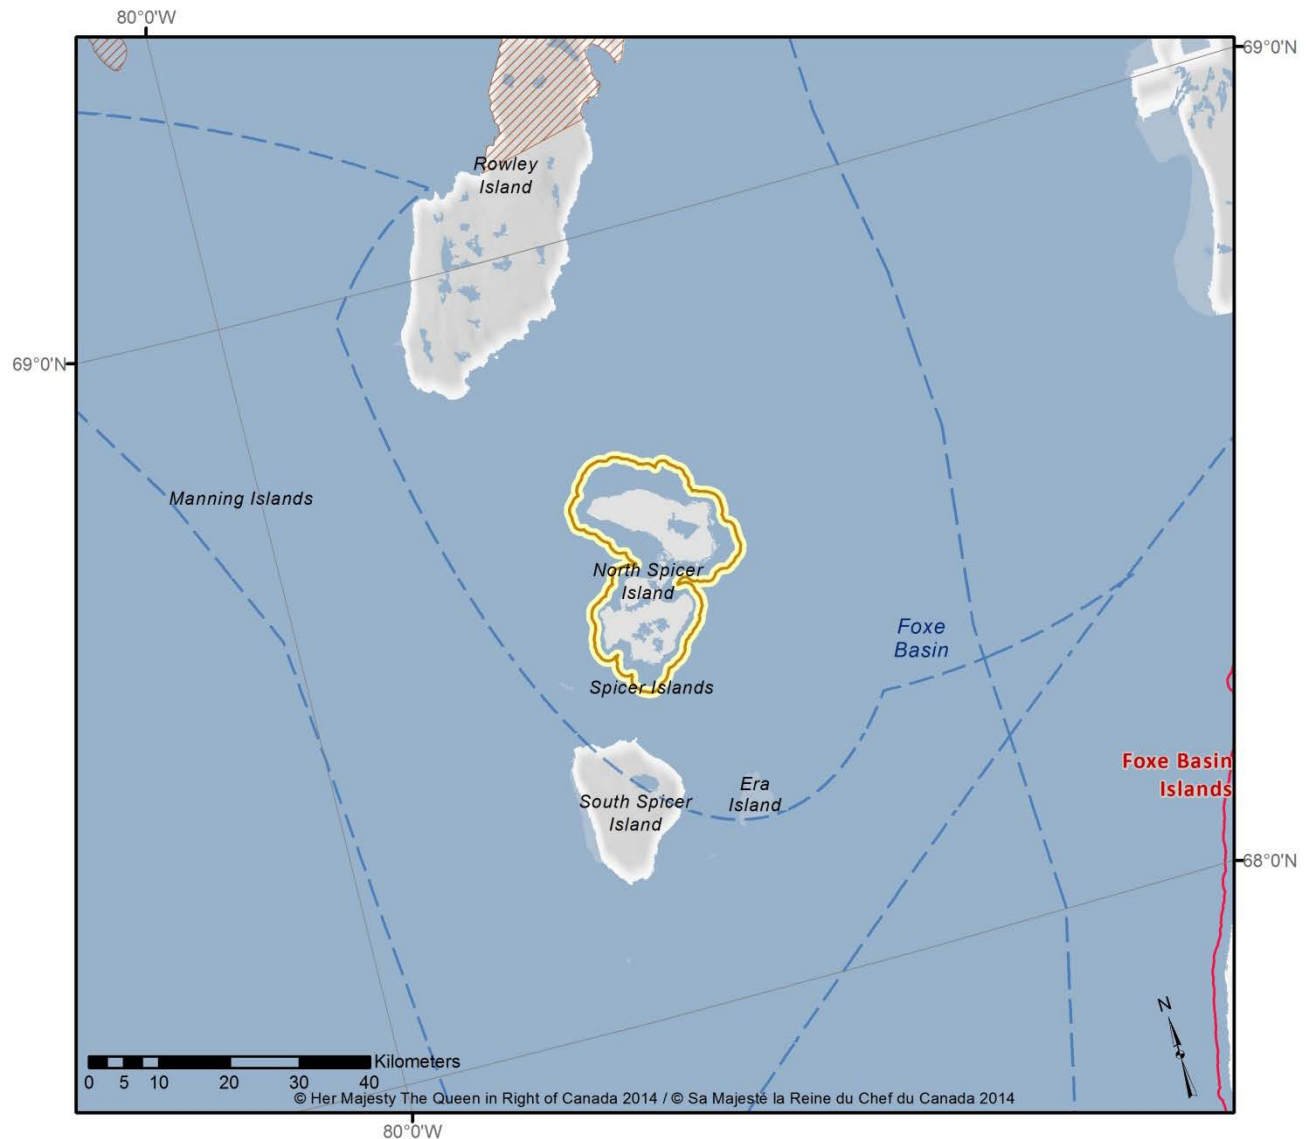 80°0'W
69°0'N
Rowley
Island
69°0'N
Manning Islands
North Spicer
Island
Foxe
Basin
Spicer Islands
Foxe Basin
Islands
Era
Island
South Spicer
Island
68°0'N
N
Kilometers
0 5 10 20 30 40
© Her Majesty The Queen in Right of Canada 2014 / © Sa Majesté la Reine du Chef du Canada 2014
80°0'W